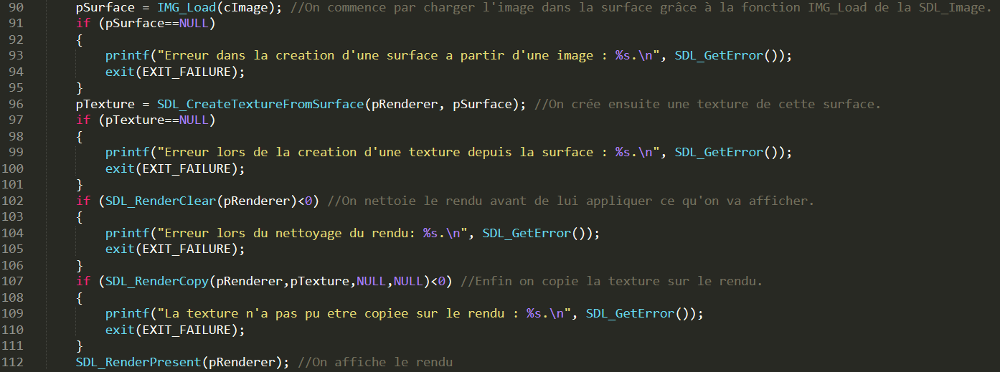 90 pSurface = IMG_Load(cImage); //On commence par charger l'image dans la surface grâce à la fonction IMG_Load de la SDL_Image.
91 if (pSurface==NULL)
92 {
93 printf("Erreur dans la creation d'une surface a partir d'une image : %s.\n", SDL_GetError());
94 exit(EXIT_FAILURE);
95 }
96 pTexture = SDL_CreateTextureFromSurface(pRenderer, pSurface); //On crée ensuite une texture de cette surface.
97 if (pTexture==NULL)
98 {
99 printf("Erreur lors de la creation d'une texture depuis la surface : %s.\n", SDL_GetError());
100 exit(EXIT_FAILURE);
101 }
102 if (SDL_RenderClear(pRenderer)<0) //On nettoie le rendu avant de lui appliquer ce qu'on va afficher.
103 {
104 printf("Erreur lors du nettoyage du rendu: %s.\n", SDL_GetError());
105 exit(EXIT_FAILURE);
106 }
107 if (SDL_RenderCopy(pRenderer,pTexture,NULL,NULL)<0) //Enfin on copie la texture sur le rendu.
108 {
109 printf("La texture n'a pas pu etre copiee sur le rendu : %s.\n", SDL_GetError());
110 exit(EXIT_FAILURE);
111 }
112 SDL_RenderPresent(pRenderer); //On affiche le rendu